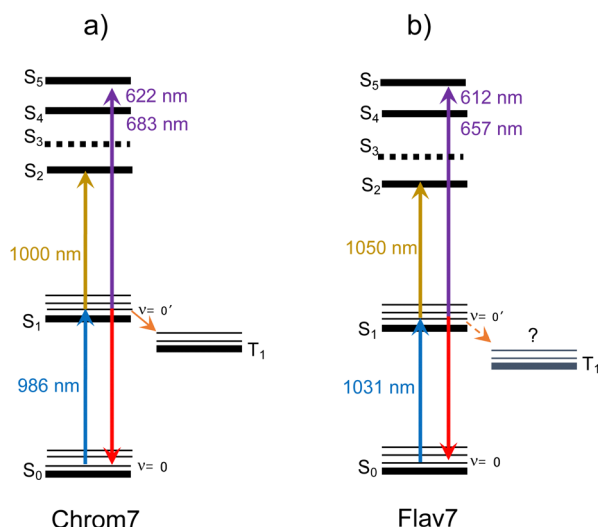 a)
S5
622 nm
S4
683 nm
S3
S2
1000 nm
ν= 0′
S1
T1
986 nm
ν= 0
S0
Chrom7
b)
S5
612 nm
S4
657 nm
S3
S2
1050 nm
ν= 0′
S1
?
T1
1031 nm
ν= 0
S0
Flav7